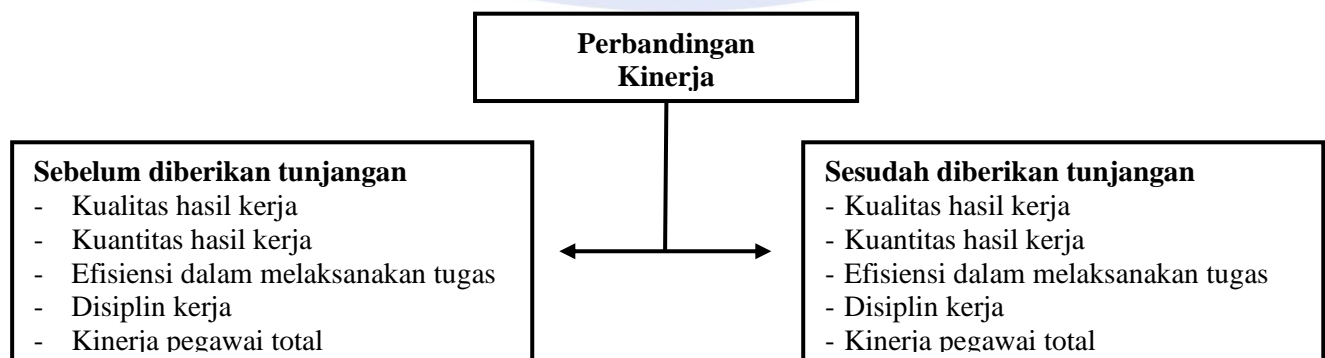 Perbandingan
Kinerja
Sebelum diberikan tunjangan
- Kualitas hasil kerja
- Kuantitas hasil kerja
- Efisiensi dalam melaksanakan tugas
- Disiplin kerja
- Kinerja pegawai total
Sesudah diberikan tunjangan
- Kualitas hasil kerja
- Kuantitas hasil kerja
- Efisiensi dalam melaksanakan tugas
- Disiplin kerja
- Kinerja pegawai total